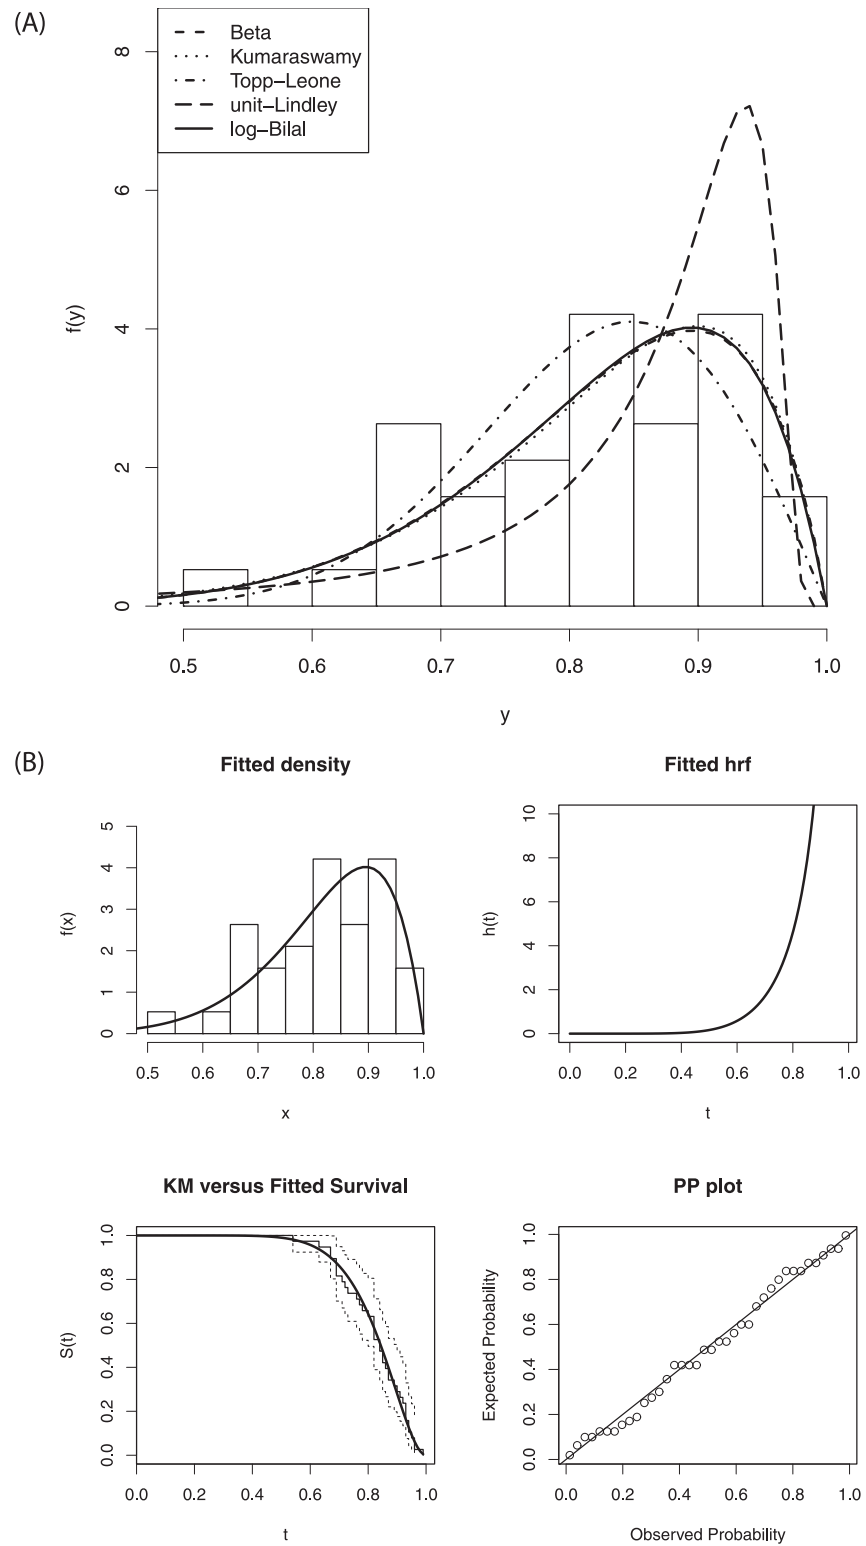 (A)
Beta
Kumaraswamy
Topp−Leone
unit−Lindley
log−Bilal
8
6
4
2
0
f(y)
0.5 0.6 0.7 0.8 0.9 1.0
y
(B)
Fitted density
5
4
3
2
1
0
f(x)
0.5 0.6 0.7 0.8 0.9 1.0
x
Fitted hrf
10
8
6
4
2
0
h(t)
0.0 0.2 0.4 0.6 0.8 1.0
t
KM versus Fitted Survival
1.0
0.8
0.6
0.4
0.2
0.0
S(t)
0.0 0.2 0.4 0.6 0.8 1.0
t
PP plot
1.0
0.8
0.6
0.4
0.2
0.0
Expected Probability
0.0 0.2 0.4 0.6 0.8 1.0
Observed Probability